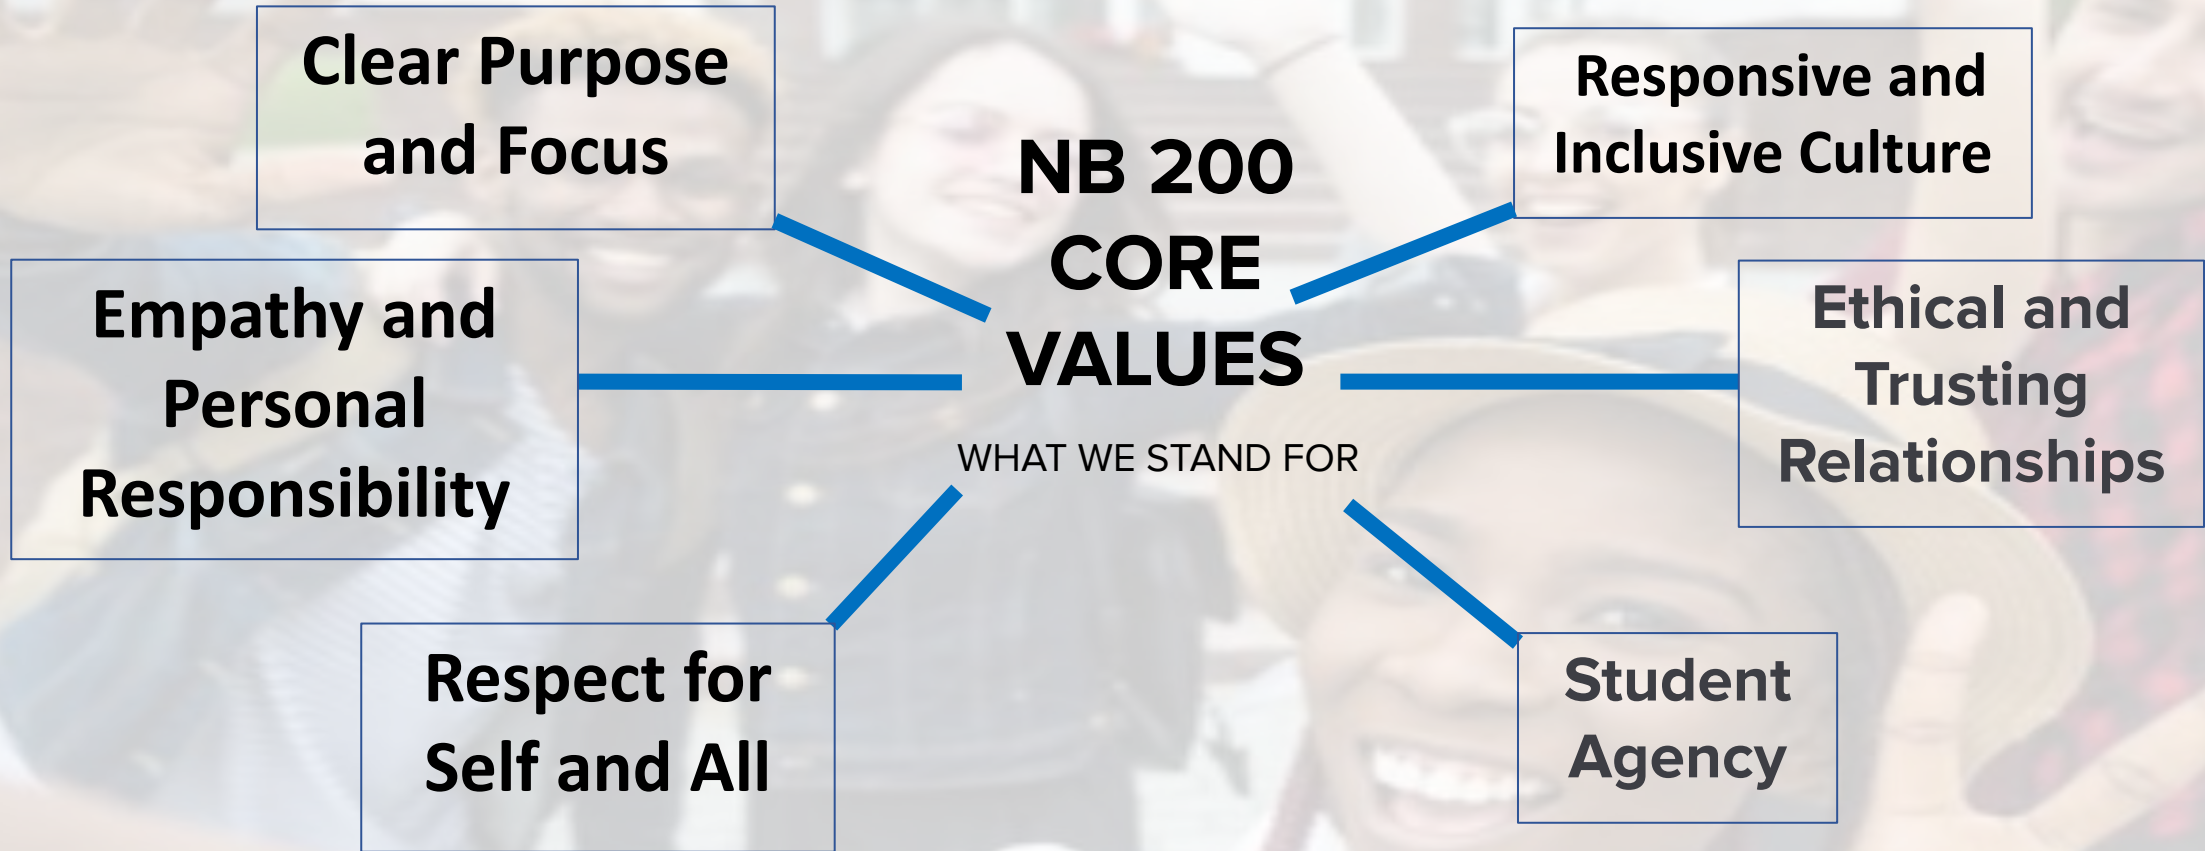 Clear Purpose
and Focus
Empathy and
Personal
Responsibility
Respect for
Self and All
NB 200
CORE
VALUES
WHAT WE STAND FOR
Responsive and
Inclusive Culture
Ethical and
Trusting
Relationships
Student
Agency